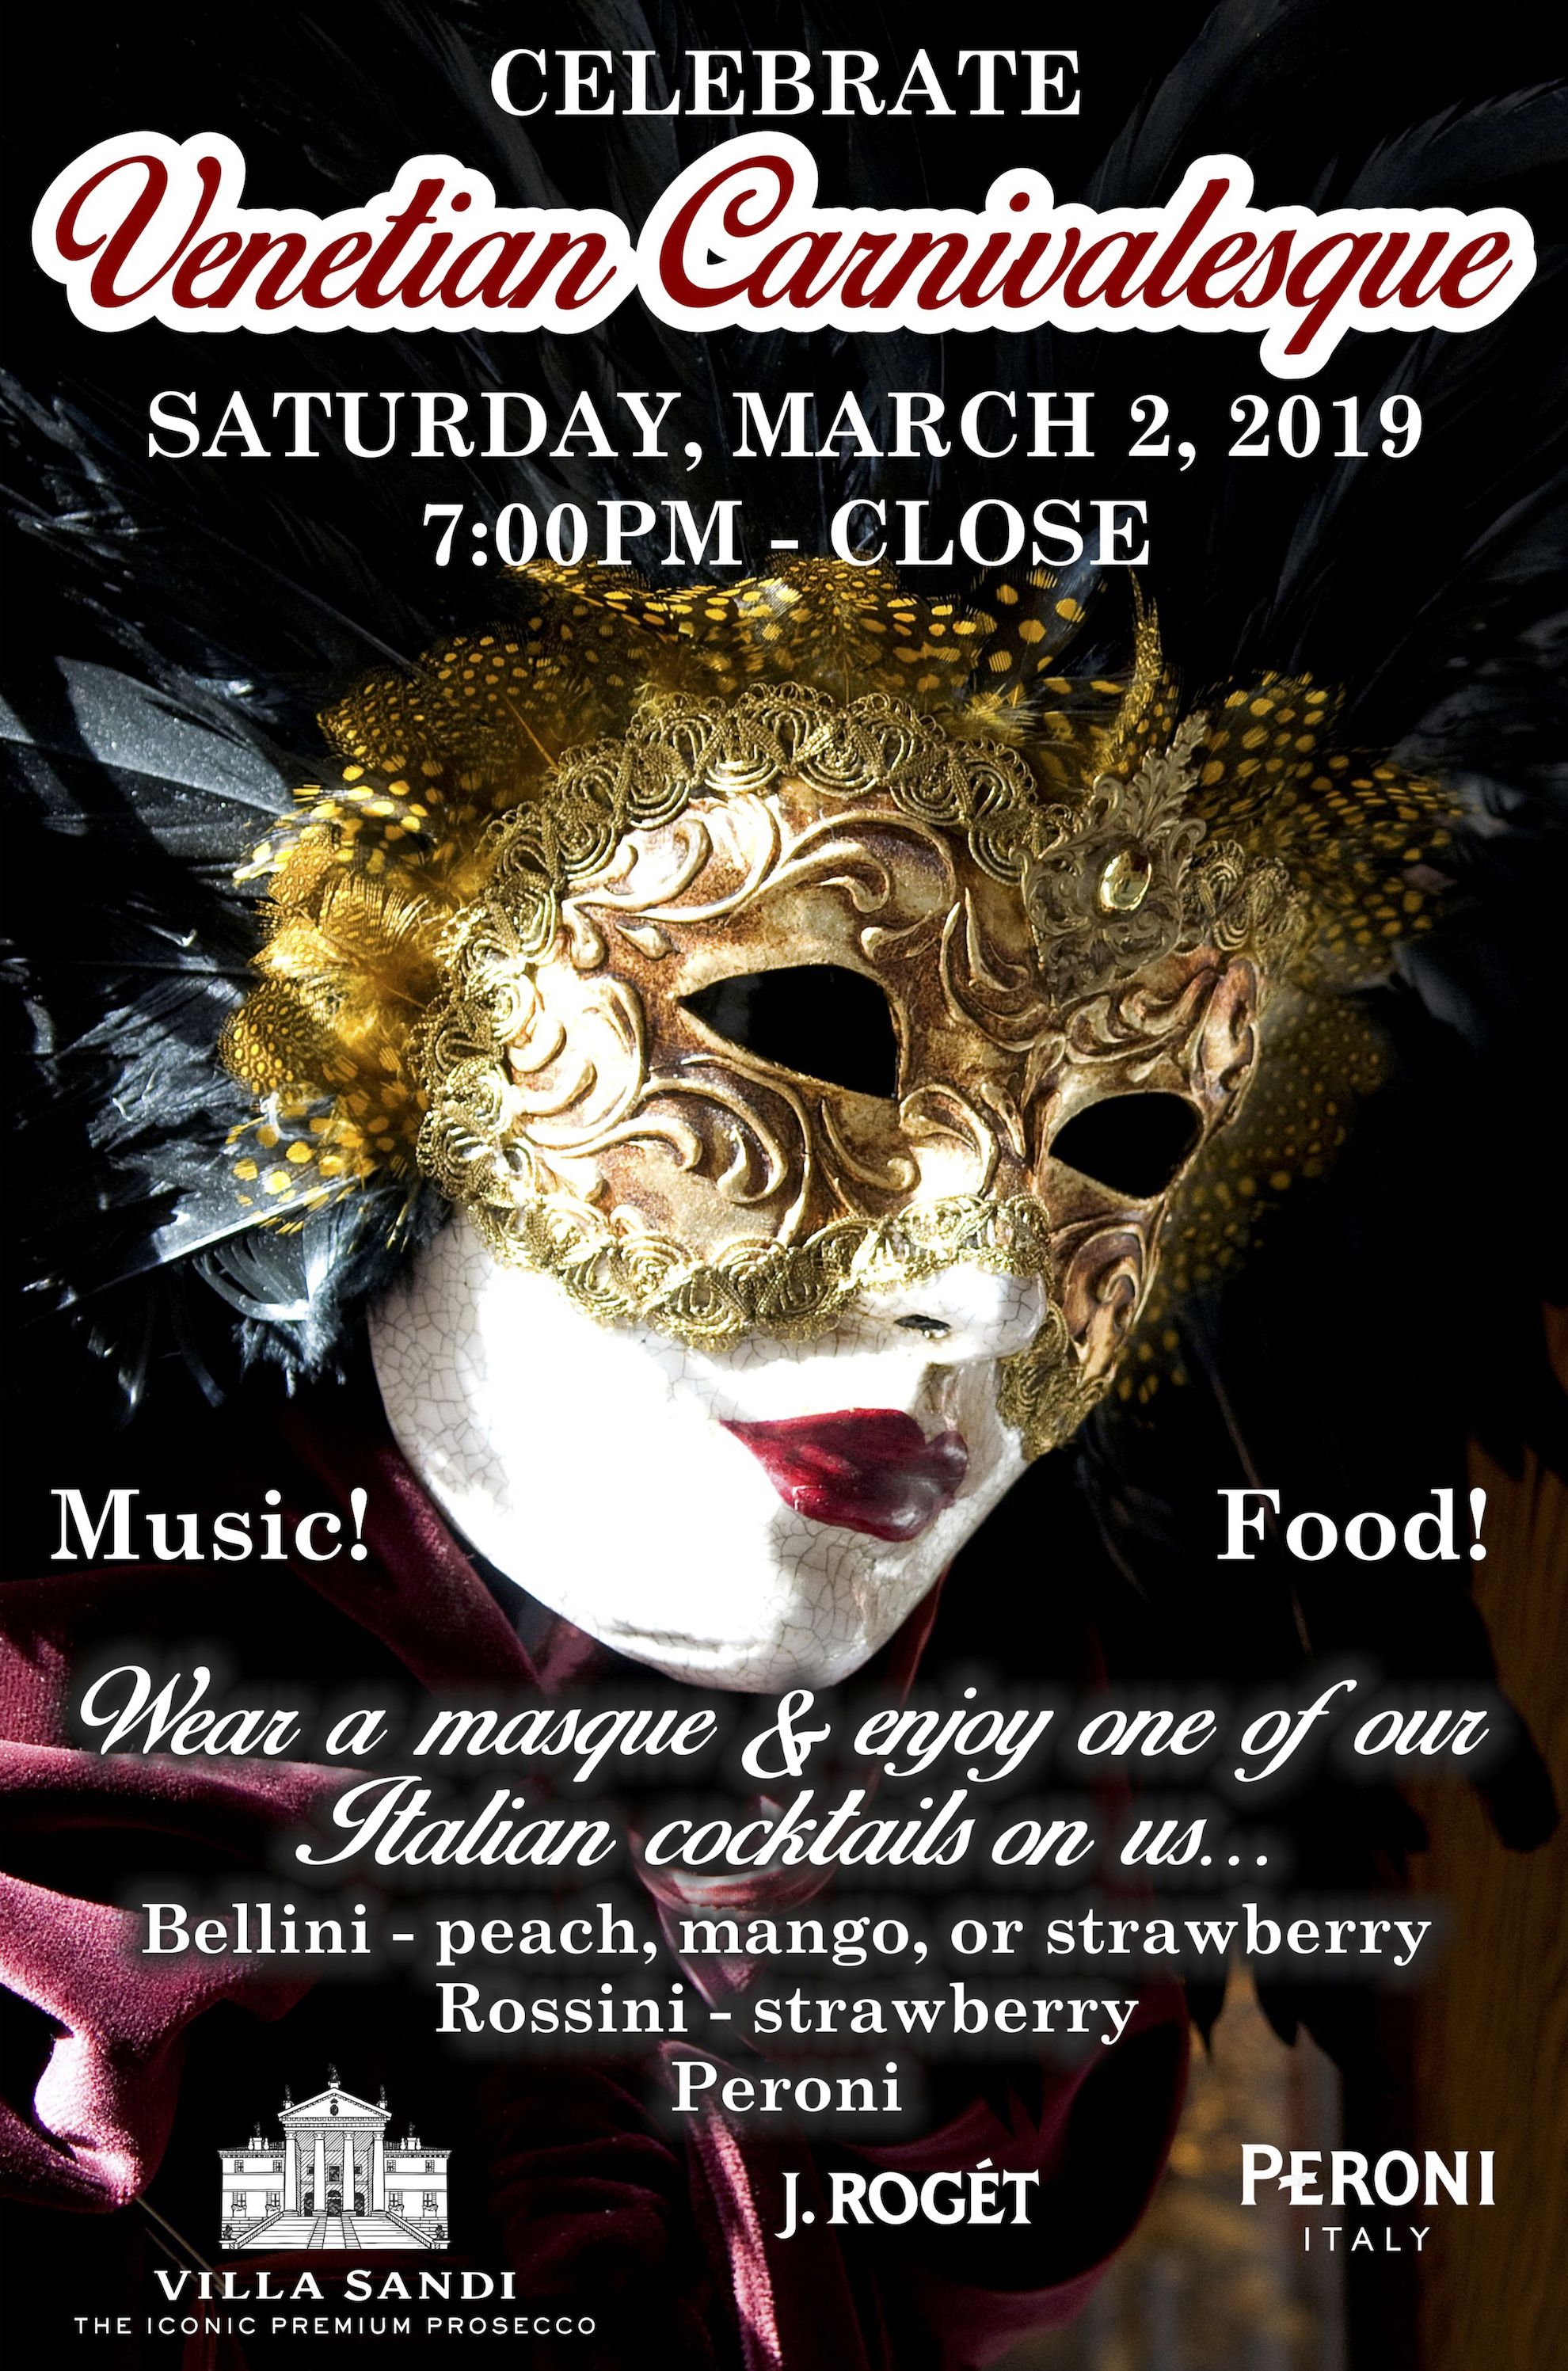 CELEBRATE
Venetian Carnivalesque
SATURDAY, MARCH 2, 2019
7:00PM - CLOSE
Music!
Food!
Wear a masque & enjoy one of our
Italian cocktails on us...
Bellini - peach, mango, or strawberry
Rossini - strawberry
Peroni
VILLA SANDI
THE ICONIC PREMIUM PROSECCO
J. ROGÉT
PERONI
ITALY